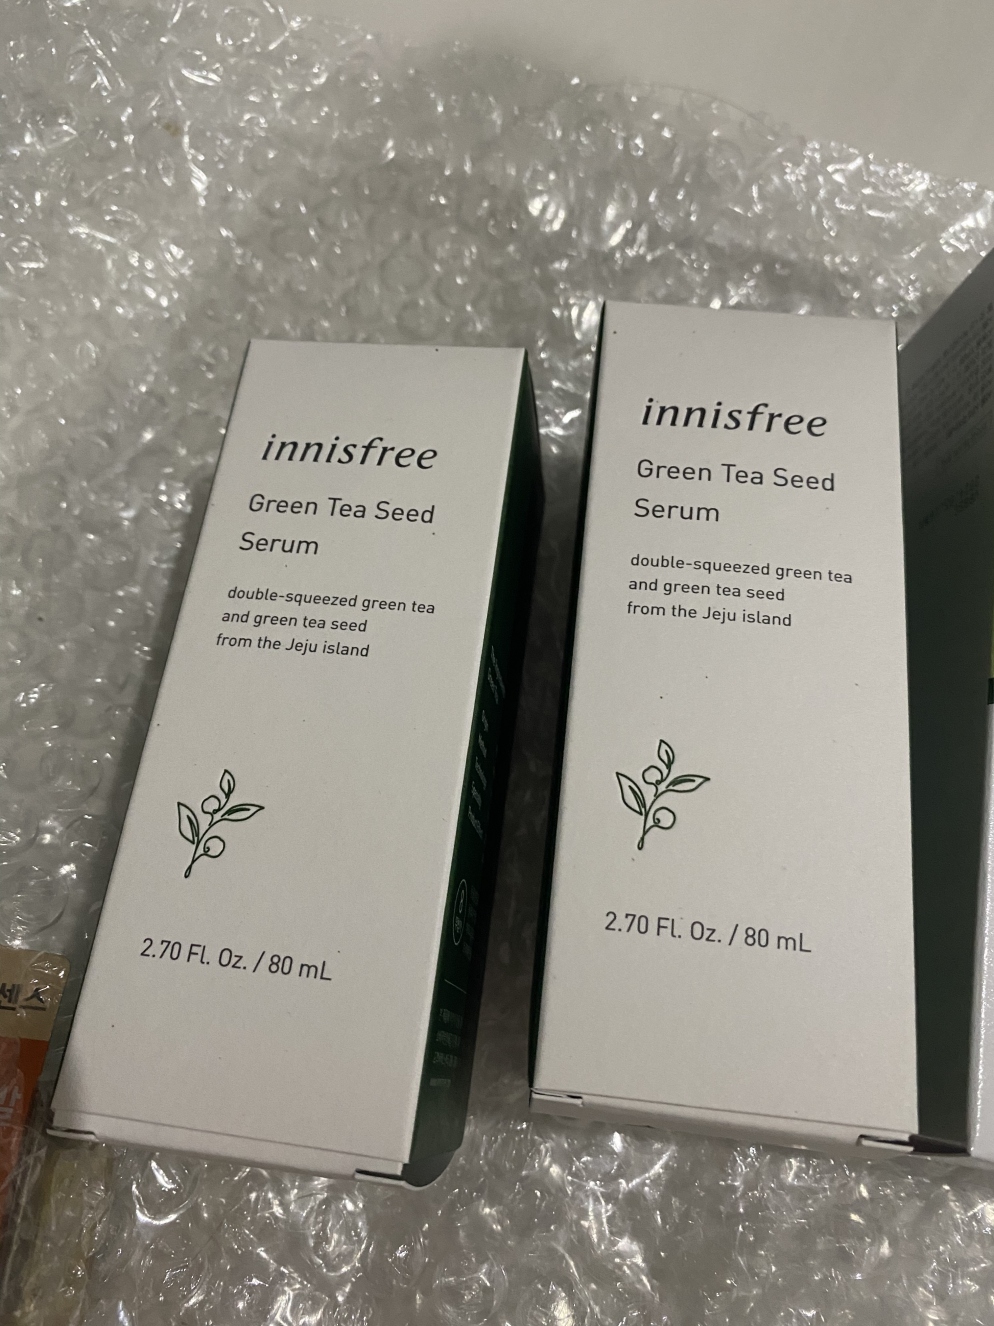 innisfree
Green Tea Seed
Serum
double-squeezed green tea
and green tea seed
from the Jeju island
2.70 Fl. Oz. / 80 mL
innisfree
Green Tea Seed
Serum
double-squeezed green tea
and green tea seed
from the Jeju island
2.70 Fl. Oz. / 80 mL
센스